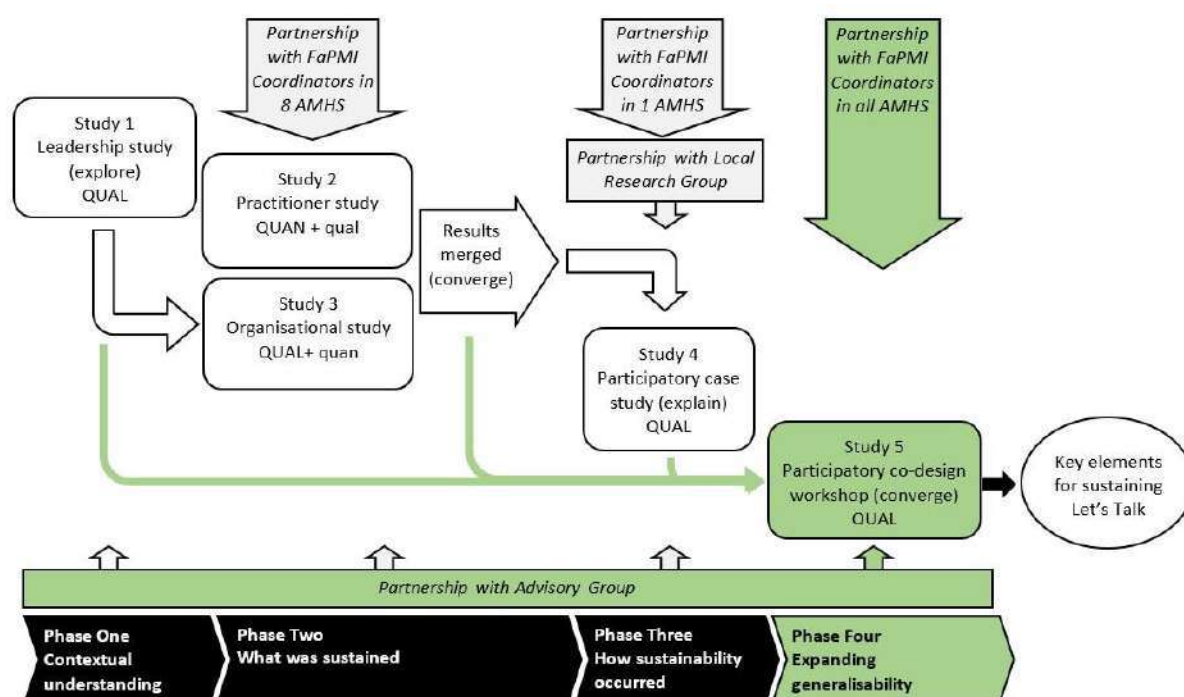 Partnership
with FaPMI
Coordinators in
8 AMHS
Partnership
with FaPMI
Coordinators
in 1 AMHS
Partnership
with FaPMI
Coordinators
in all AMHS
Study 1
Leadership study
(explore)
QUAL
Study 2
Practitioner study
QUAN + qual
Study 3
Organisational study
QUAL+ quan
Results
merged
(converge)
Partnership with Local
Research Group
Study 4
Participatory case
study (explain)
QUAL
Study 5
Participatory co-design
workshop (converge)
QUAL
Key elements
for sustaining
Let's Talk
Partnership with Advisory Group
Phase One
Contextual
understanding
Phase Two
What was sustained
Phase Three
How sustainability
occurred
Phase Four
Expanding
generalisability